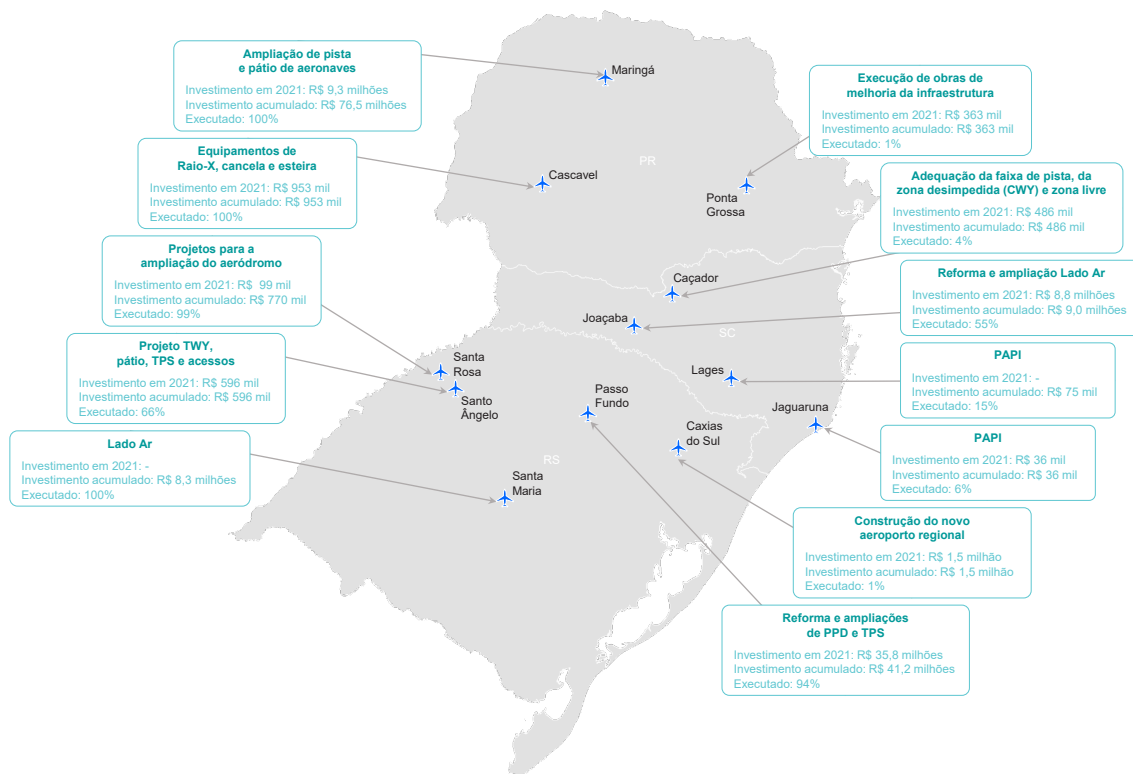 Ampliação de pista
e pátio de aeronaves
Investimento em 2021: R$ 9,3 milhões
Investimento acumulado: R$ 76,5 milhões
Executado: 100%
Maringá
Execução de obras de
melhoria da infraestrutura
Investimento em 2021: R$ 363 mil
Investimento acumulado: R$ 363 mil
Executado: 1%
Equipamentos de
Raio-X, cancela e esteira
Investimento em 2021: R$ 953 mil
Investimento acumulado: R$ 953 mil
Executado: 100%
PR
Cascavel
Ponta
Grossa
Adequação da faixa de pista, da
zona desimpedida (CWY) e zona livre
Investimento em 2021: R$ 486 mil
Investimento acumulado: R$ 486 mil
Executado: 4%
Projetos para a
ampliação do aeródromo
Investimento em 2021: R$  99 mil
Investimento acumulado: R$ 770 mil
Executado: 99%
Caçador
Reforma e ampliação Lado Ar
Investimento em 2021: R$ 8,8 milhões
Investimento acumulado: R$ 9,0 milhões
Executado: 55%
Joaçaba
SC
Projeto TWY,
pátio, TPS e acessos
Investimento em 2021: R$ 596 mil
Investimento acumulado: R$ 596 mil
Executado: 66%
Santa
Rosa
Santo
Ângelo
Passo
Fundo
Lages
PAPI
Investimento em 2021: -
Investimento acumulado: R$ 75 mil
Executado: 15%
Jaguaruna
Caxias
do Sul
Lado Ar
Investimento em 2021: -
Investimento acumulado: R$ 8,3 milhões
Executado: 100%
RS
Santa
Maria
PAPI
Investimento em 2021: R$ 36 mil
Investimento acumulado: R$ 36 mil
Executado: 6%
Construção do novo
aeroporto regional
Investimento em 2021: R$ 1,5 milhão
Investimento acumulado: R$ 1,5 milhão
Executado: 1%
Reforma e ampliações
de PPD e TPS
Investimento em 2021: R$ 35,8 milhões
Investimento acumulado: R$ 41,2 milhões
Executado: 94%